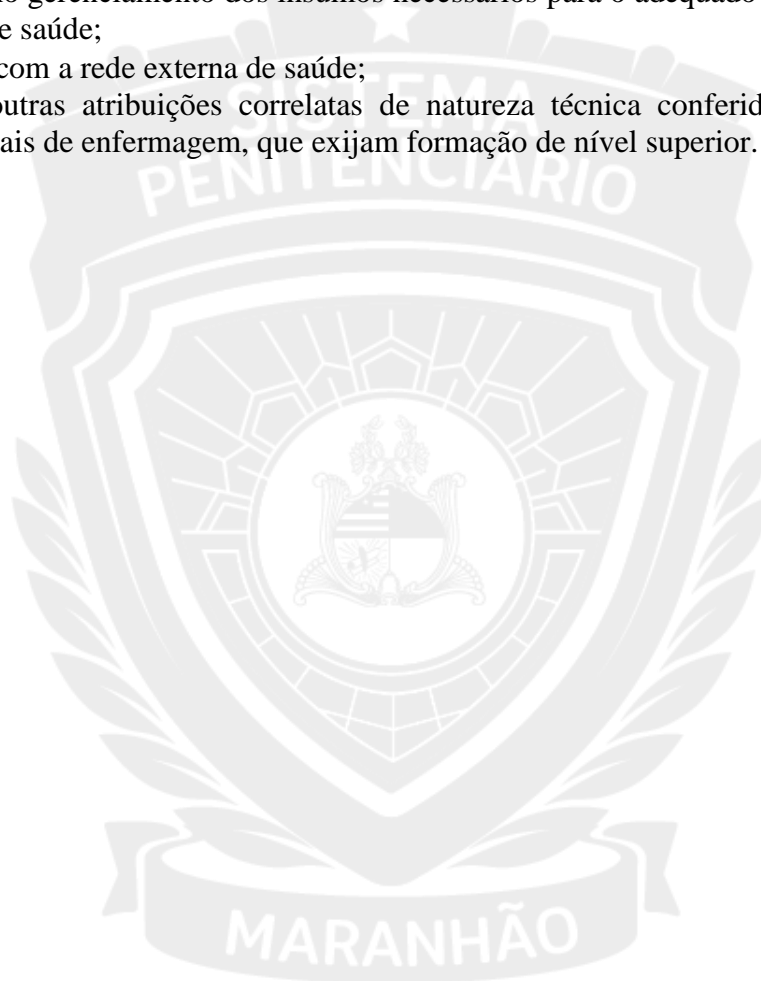 no gerenciamento dos insumos necessários para o adequado
e saúde;
com a rede externa de saúde;
outras atribuições correlatas de natureza técnica conferid
ais de enfermagem, que exijam formação de nível superior.
SISTEMA
PENITENCIÁRIO
MARANHÃO